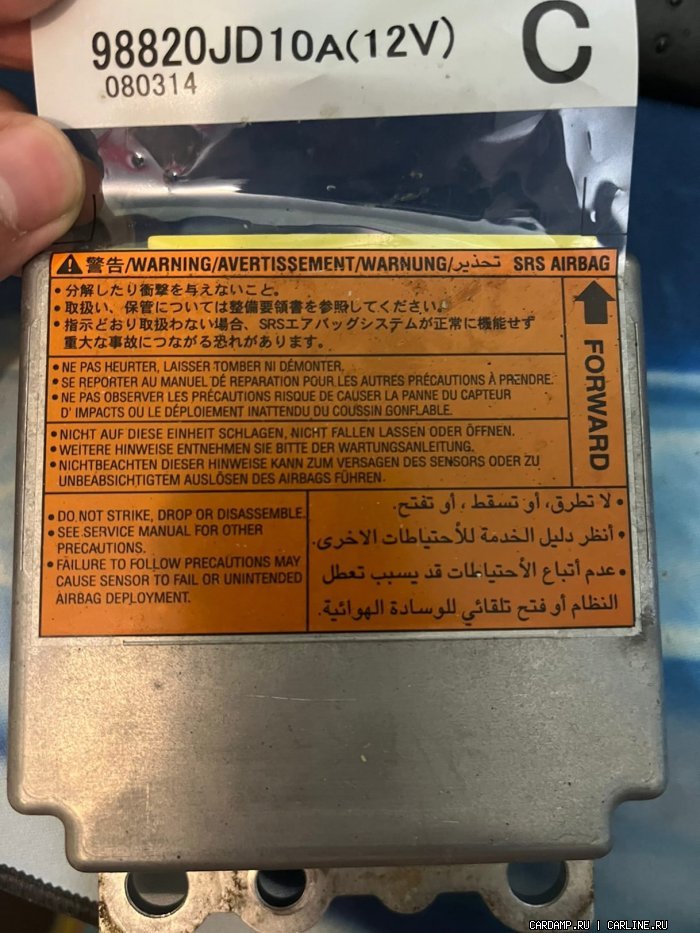 98820JD10A(12V)
080314
C
警告/WARNING/AVERTISSEMENT/WARNUNG/تحذير SRS AIRBAG
• 分解したり衝撃を与えないこと。
• 取扱い、保管については整備要領書を参照してください。
• 指示どおり取扱わない場合、SRSエアバッグシステムが正常に機能せず
重大な事故につながる恐れがあります。
FORWARD
• NE PAS HEURTER, LAISSER TOMBER NI DÉMONTER.
• SE REPORTER AU MANUEL DE REPARATION POUR LES AUTRES PRÉCAUTIONS À PRENDRE.
• NE PAS OBSERVER LES PRÉCAUTIONS RISQUE DE CAUSER LA PANNE DU CAPTEUR
D' IMPACTS OU LE DÉPLOIEMENT INATTENDU DU COUSSIN GONFLABLE.
• NICHT AUF DIESE EINHEIT SCHLAGEN, NICHT FALLEN LASSEN ODER ÖFFNEN.
• WEITERE HINWEISE ENTNEHMEN SIE BITTE DER WARTUNGSANLEITUNG.
• NICHTBEACHTEN DIESER HINWEISE KANN ZUM VERSAGEN DES SENSORS ODER ZU
UNBEABSICHTIGTEM AUSLÖSEN DES AIRBAGS FÜHREN.
• DO NOT STRIKE, DROP OR DISASSEMBLE.
• SEE SERVICE MANUAL FOR OTHER
PRECAUTIONS.
• FAILURE TO FOLLOW PRECAUTIONS MAY
CAUSE SENSOR TO FAIL OR UNINTENDED
AIRBAG DEPLOYMENT.
• لا تطرق، أو تسقط ، أو تفتح.
• أنظر دليل الخدمة للأحتياطات الاخرى.
• عدم أتباع الأحتياطات قد يسبب تعطل
النظام أو فتح تلقائي للوسادة الهوائية.
CARDAMP.RU | CARLINE.RU